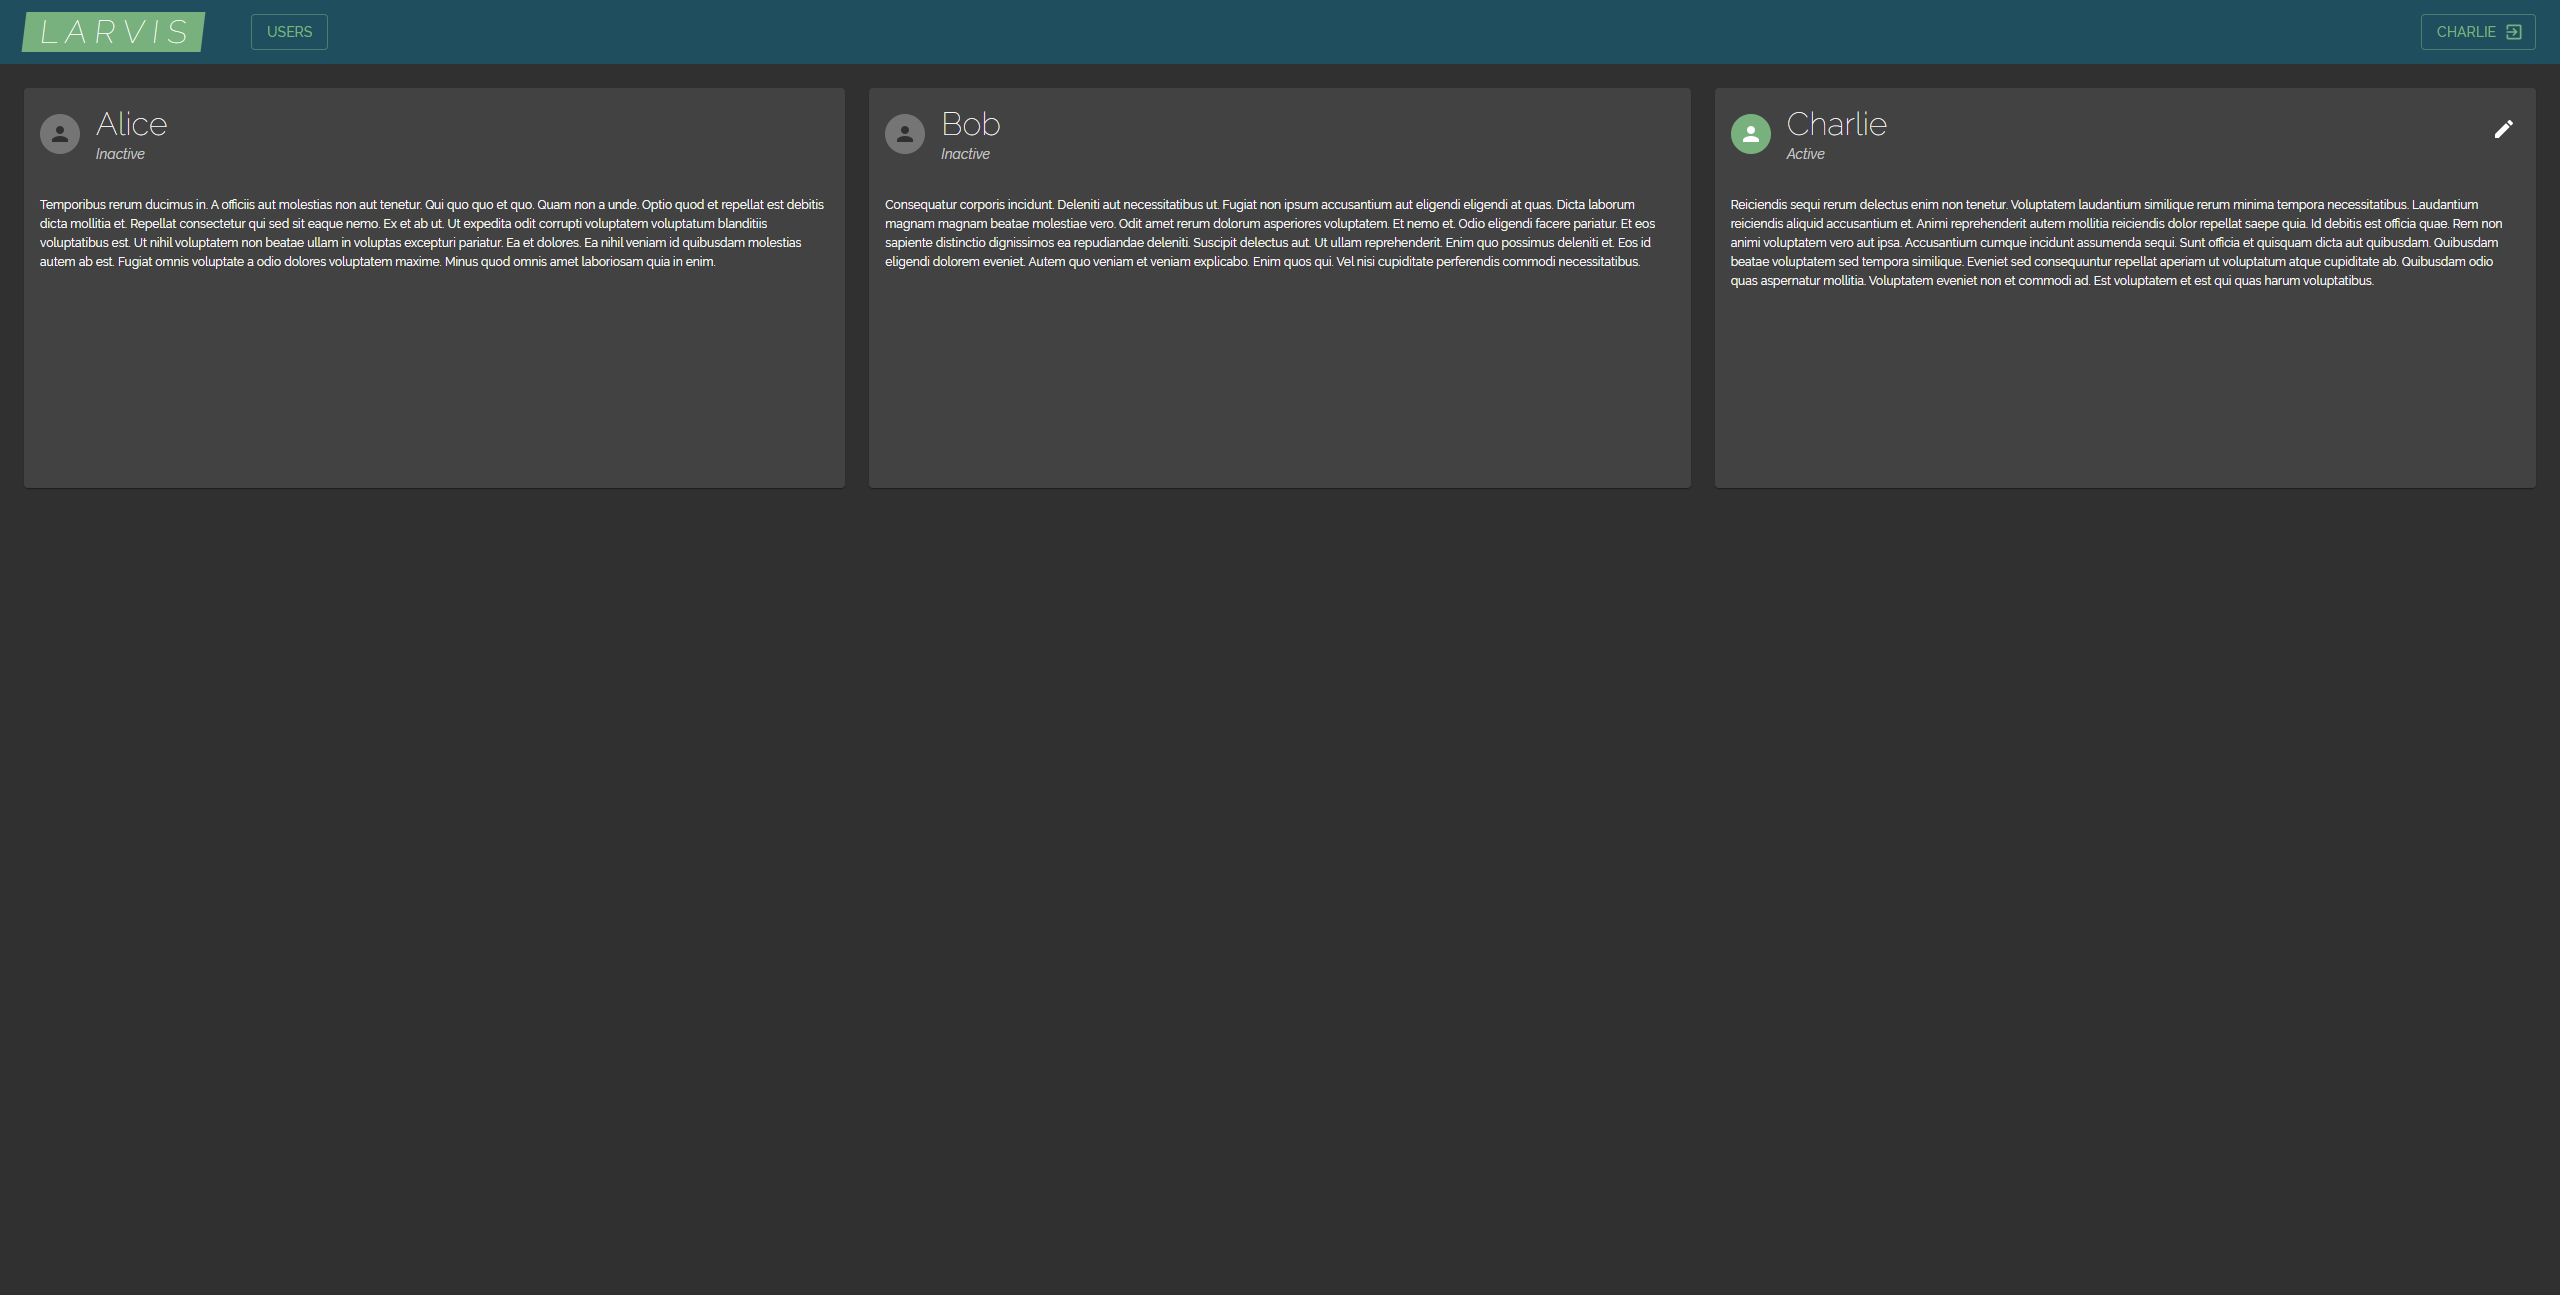 LARVIS
USERS
CHARLIE
Alice
Inactive
Temporibus rerum ducimus in. A officiis aut molestias non aut tenetur. Qui quo quo et quo. Quam non a unde. Optio quod et repellat est debitis
dicta mollitia et. Repellat consectetur qui sed sit eaque nemo. Ex et ab ut. Ut expedita odit corrupti voluptatem voluptatum blanditiis
voluptatibus est. Ut nihil voluptatem non beatae ullam in voluptas excepturi pariatur. Ea et dolores. Ea nihil veniam id quibusdam molestias
autem ab est. Fugiat omnis voluptate a odio dolores voluptatem maxime. Minus quod omnis amet laboriosam quia in enim.
Bob
Inactive
Consequatur corporis incidunt. Deleniti aut necessitatibus ut. Fugiat non ipsum accusantium aut eligendi eligendi at quas. Dicta laborum
magnam magnam beatae molestiae vero. Odit amet rerum dolorum asperiores voluptatem. Et nemo et. Odio eligendi facere pariatur. Et eos
sapiente distinctio dignissimos ea repudiandae deleniti. Suscipit delectus aut. Ut ullam reprehenderit. Enim quo possimus deleniti et. Eos id
eligendi dolorem eveniet. Autem quo veniam et veniam explicabo. Enim quos qui. Vel nisi cupiditate perferendis commodi necessitatibus.
Charlie
Active
Reiciendis sequi rerum delectus enim non tenetur. Voluptatem laudantium similique rerum minima tempora necessitatibus. Laudantium
reiciendis aliquid accusantium et. Animi reprehenderit autem mollitia reiciendis dolor repellat saepe quia. Id debitis est officia quae. Rem non
animi voluptatem vero aut ipsa. Accusantium cumque incidunt assumenda sequi. Sunt officia et quisquam dicta aut quibusdam. Quibusdam
beatae voluptatem sed tempora similique. Eveniet sed consequuntur repellat aperiam ut voluptatum atque cupiditate ab. Quibusdam odio
quas aspernatur mollitia. Voluptatem eveniet non et commodi ad. Est voluptatem et est qui quas harum voluptatibus.